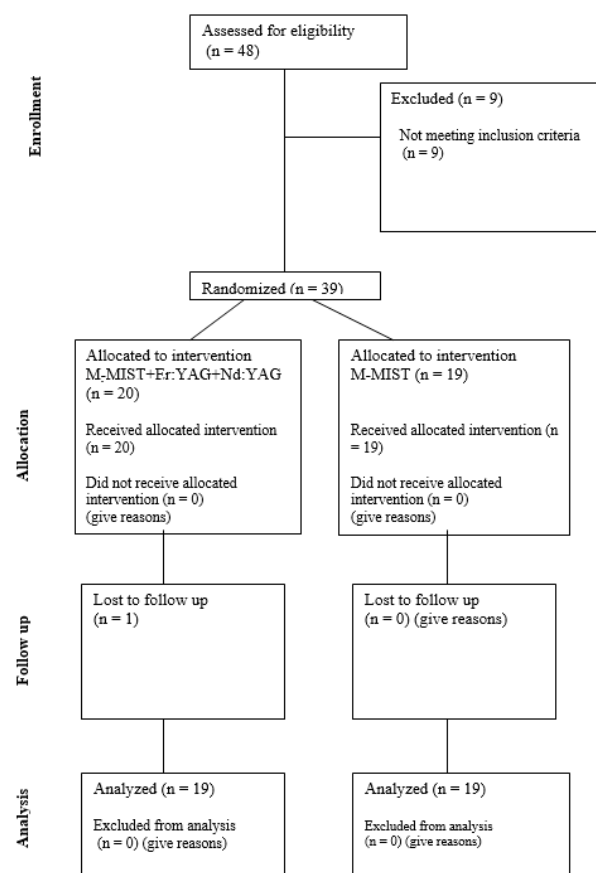 Assessed for eligibility
(n = 48)
Enrollment
Excluded (n = 9)
Not meeting inclusion criteria
(n = 9)
Randomized (n = 39)
Allocation
Allocated to intervention
M-MIST+Er:YAG+Nd:YAG
(n = 20)
Received allocated intervention
(n = 20)
Did not receive allocated
intervention (n = 0)
(give reasons)
Allocated to intervention
M-MIST (n = 19)
Received allocated intervention (n
= 19)
Did not receive allocated
intervention (n = 0)
(give reasons)
Follow up
Lost to follow up
(n = 1)
Lost to follow up
(n = 0) (give reasons)
Analysis
Analyzed (n = 19)
Excluded from analysis
(n = 0) (give reasons)
Analyzed (n = 19)
Excluded from analysis
(n = 0) (give reasons)